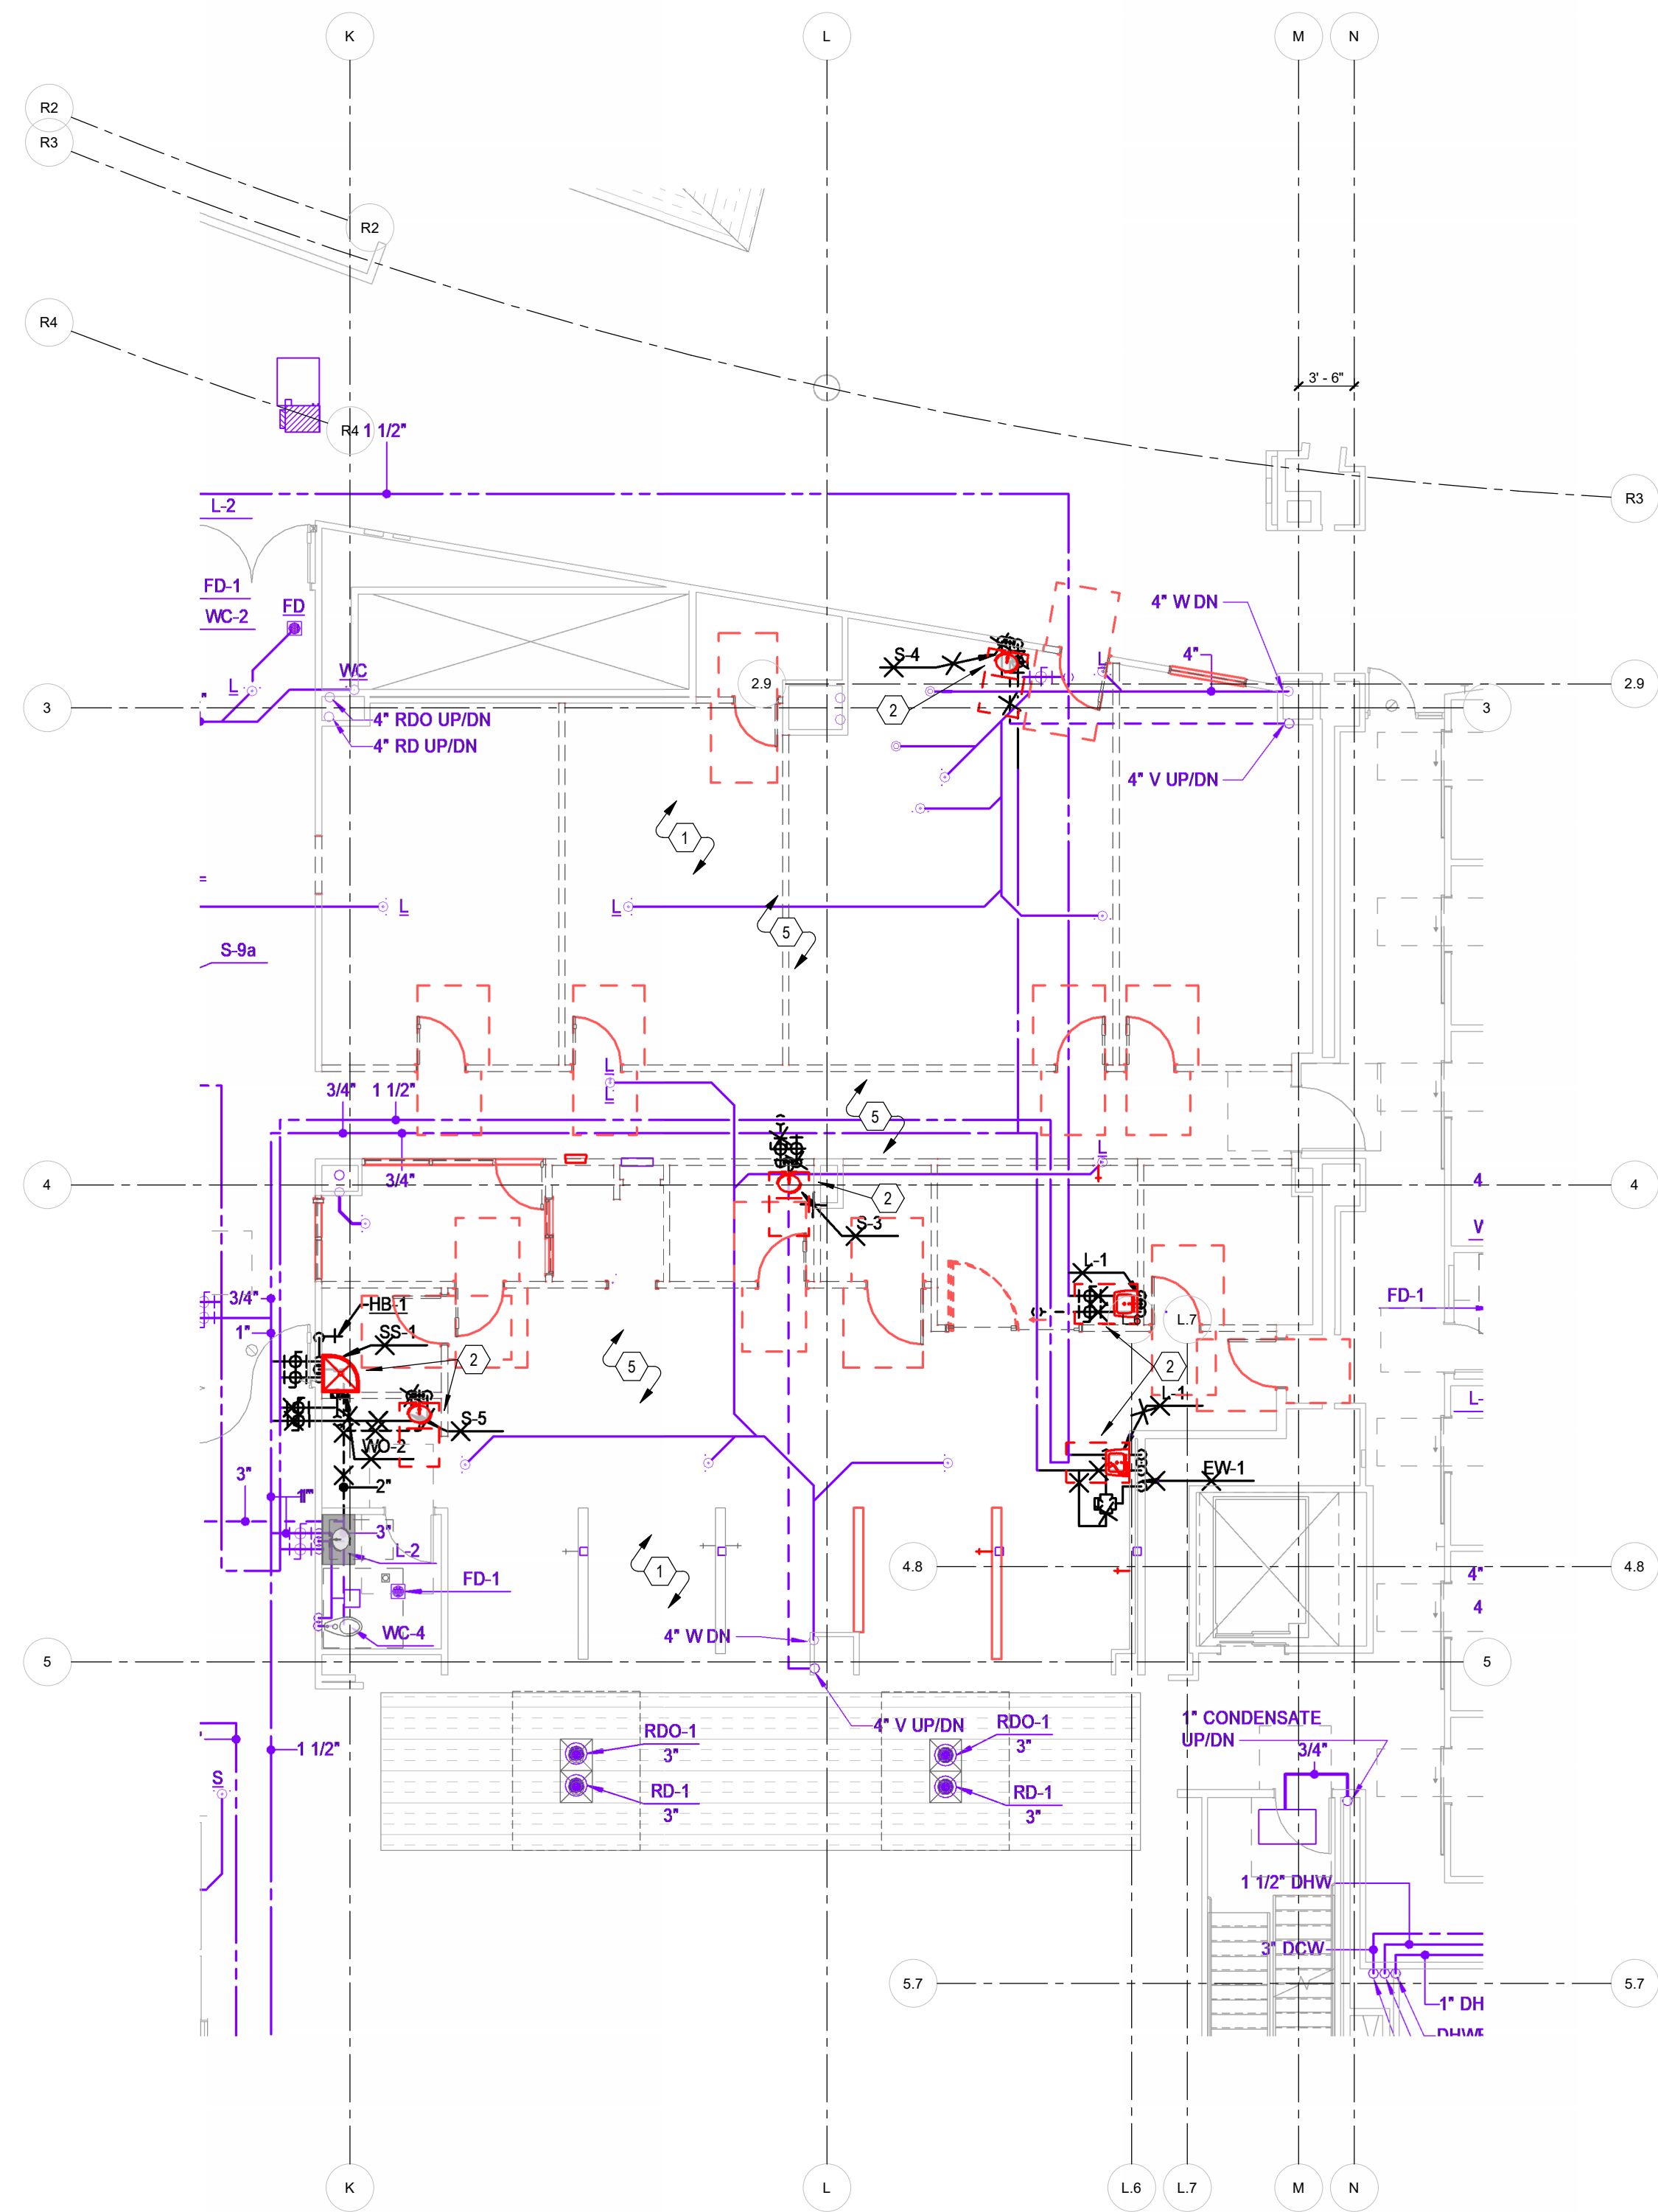 K
L
M
N
R2
R3
R2
R4
3' - 6"
R4
1 1/2"
R3
L-2
FD-1
FD
WC-2
4" W DN
S-4
4"
L
WC
L
L
2.9
2.9
3
4" RDO UP/DN
2
3
4" RD UP/DN
4" V UP/DN
1
L
L
5
S-9a
L
L
3/4"
1 1/2"
5
L
3/4"
4
4
4
2
S-3
V
L-1
3/4"
HB-1
L.6
L.7
FD-1
1"
SS-1
2
5
2
L-1
L-
S-5
WO-2
3"
2"
EW-1
1"
3"
L-2
4.8
4.8
FD-1
1
4"
4
WC-4
4" W DN
5
5
4" V UP/DN
RDO-1
3"
RDO-1
3"
1" CONDENSATE
UP/DN
1 1/2"
3/4"
S
RD-1
3"
RD-1
3"
1 1/2" DHW
3" DCW
5.7
5.7
1" DH
K
L
L.6
L.7
M
N